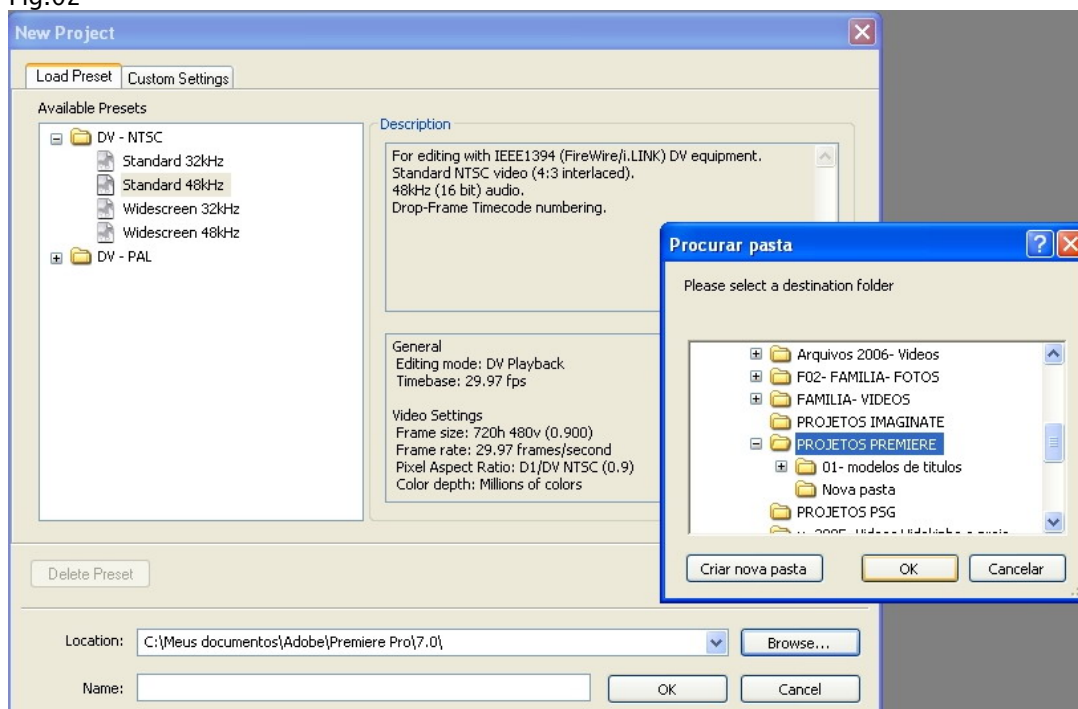 Fig.02
New Project
Load Preset
Custom Settings
Available Presets
DV - NTSC
Standard 32kHz
Standard 48kHz
Widescreen 32kHz
Widescreen 48kHz
DV - PAL
Description
For editing with IEEE1394 (FireWire/i.LINK) DV equipment.
Standard NTSC video (4:3 interlaced).
48kHz (16 bit) audio.
Drop-Frame Timecode numbering.
General
Editing mode: DV Playback
Timebase: 29.97 fps
Video Settings
Frame size: 720h 480v (0.900)
Frame rate: 29.97 frames/second
Pixel Aspect Ratio: D1/DV NTSC (0.9)
Color depth: Millions of colors
Procurar pasta
Please select a destination folder
Arquivos 2006- Videos
F02- FAMILIA- FOTOS
FAMILIA- VIDEOS
PROJETOS IMAGINATE
PROJETOS PREMIERE
01- modelos de titulos
Nova pasta
PROJETOS PSG
Criar nova pasta
OK
Cancelar
Delete Preset
Location:
C:\Meus documentos\Adobe\Premiere Pro\7.0\
Browse...
Name:
OK
Cancel